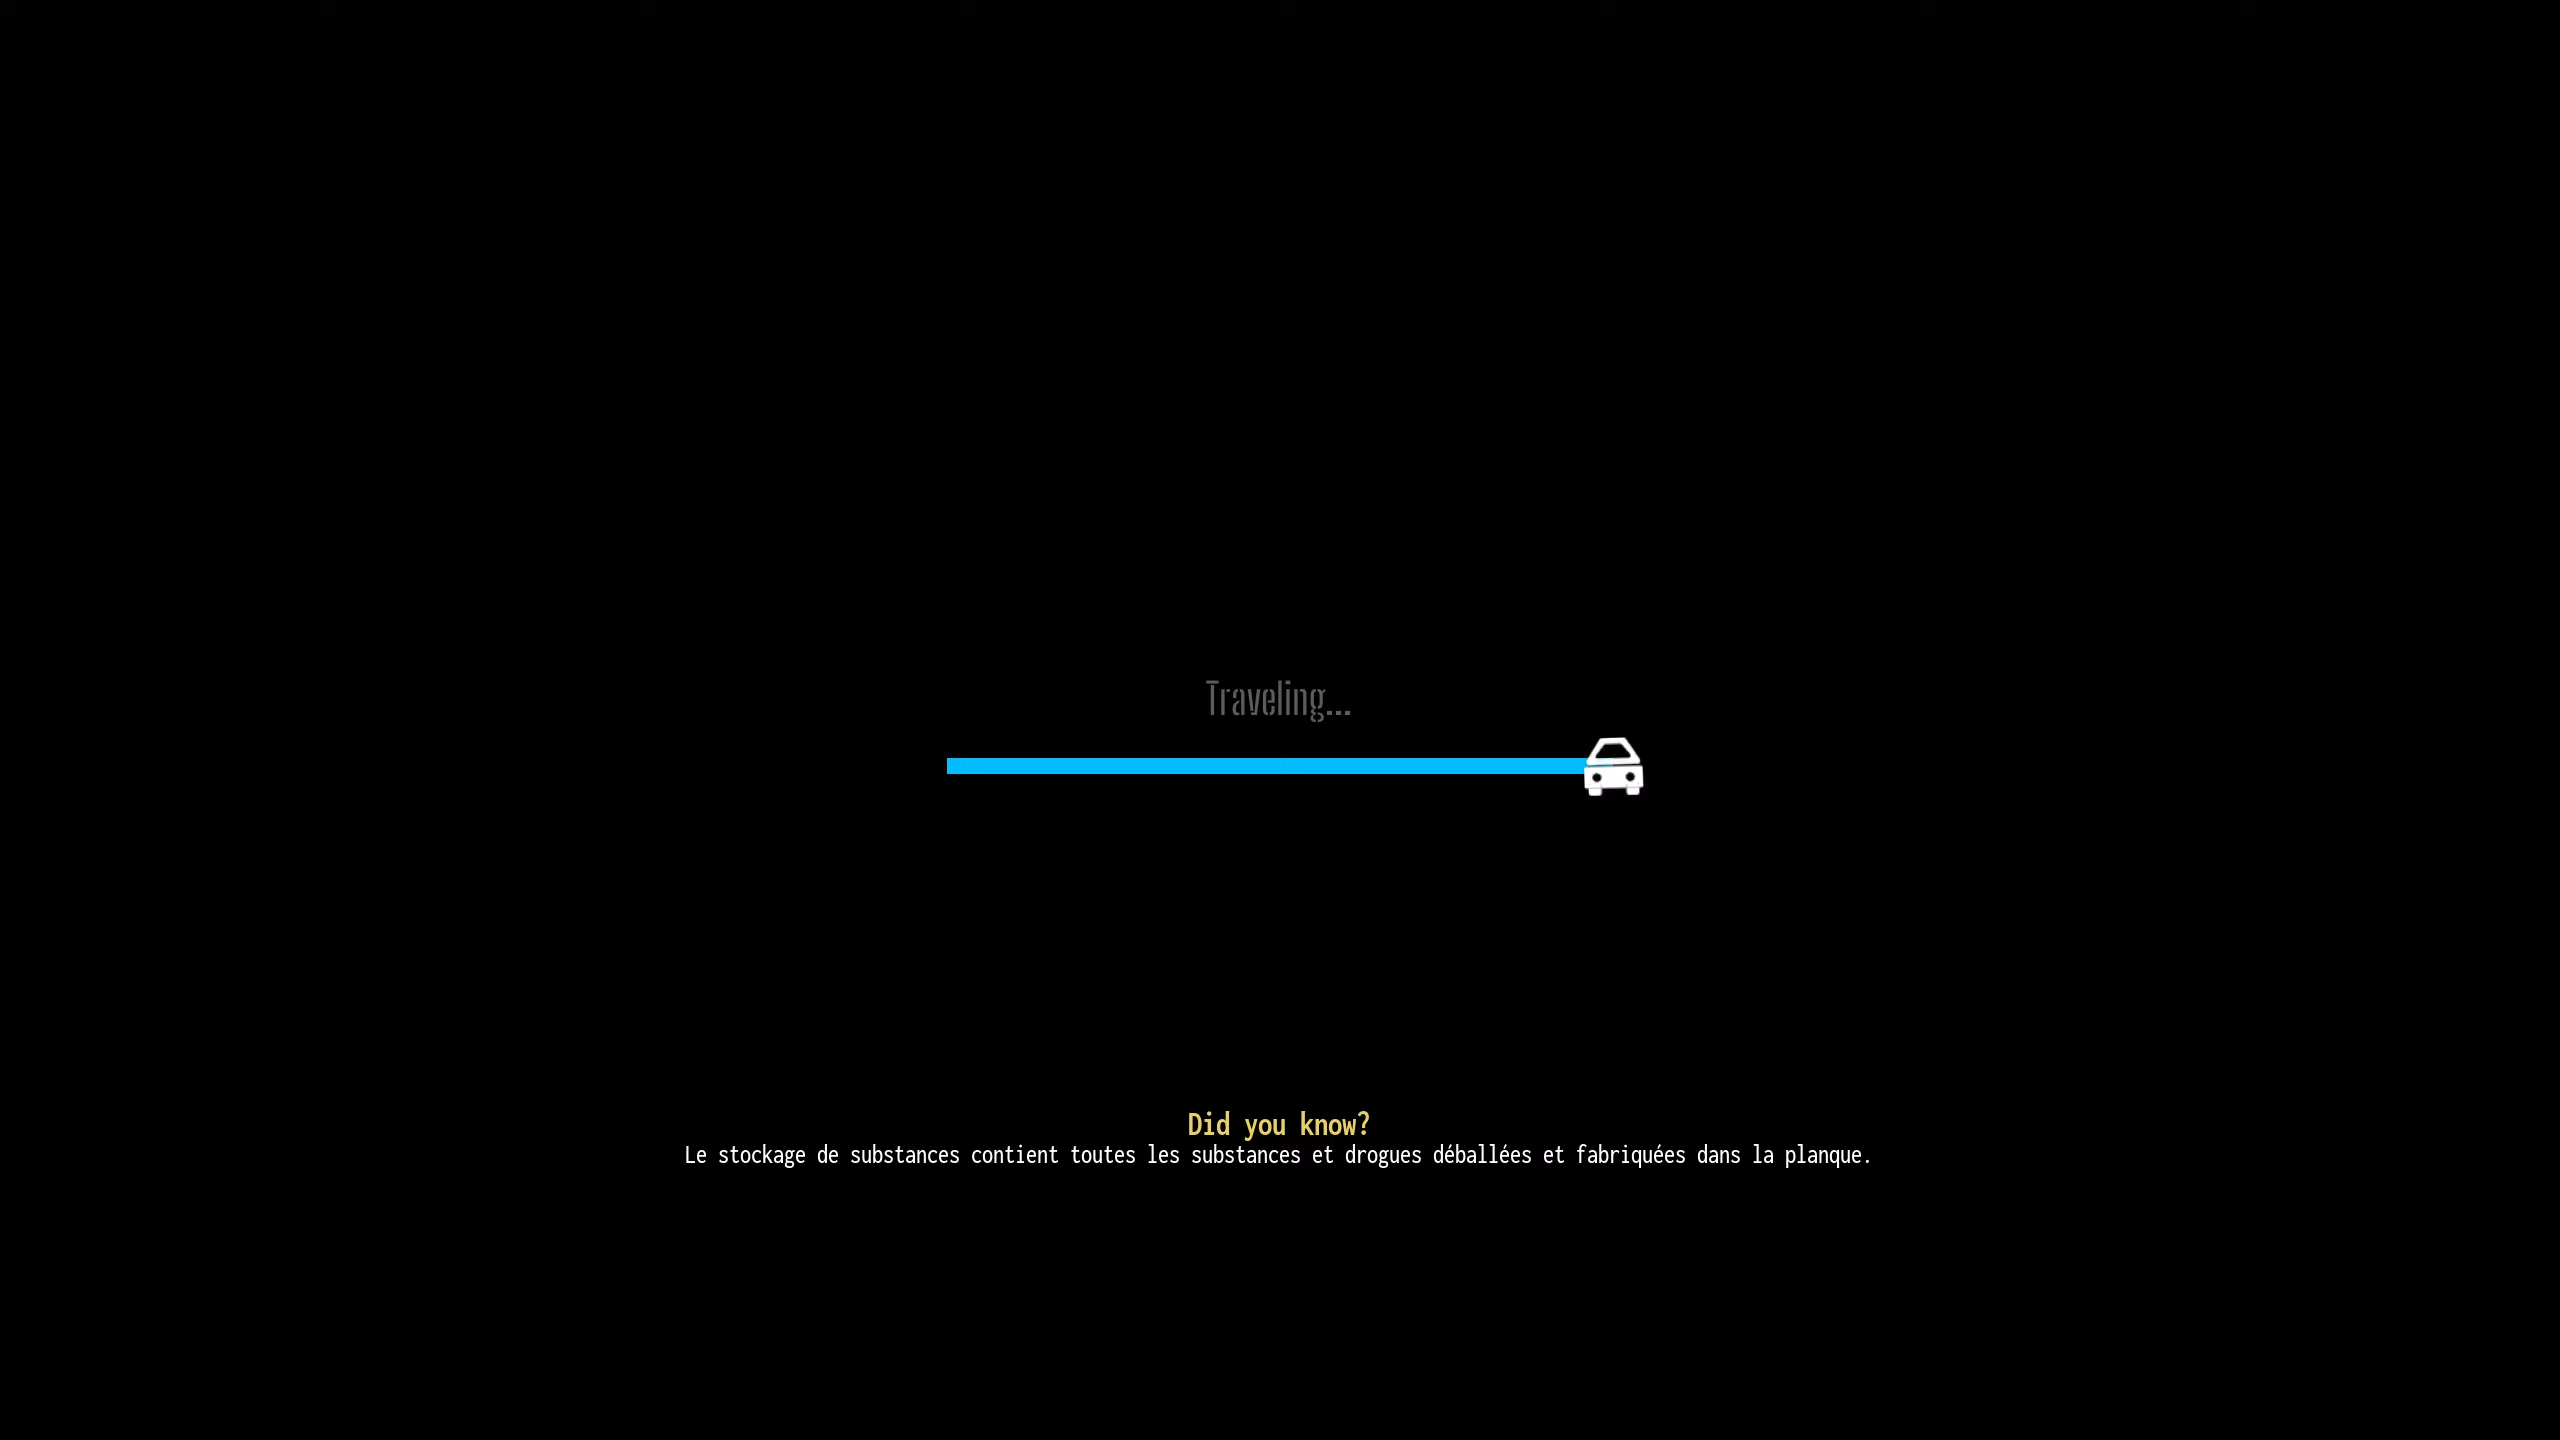 Traveling...
Did you know?
Le stockage de substances contient toutes les substances et drogues déballées et fabriquées dans la planque.